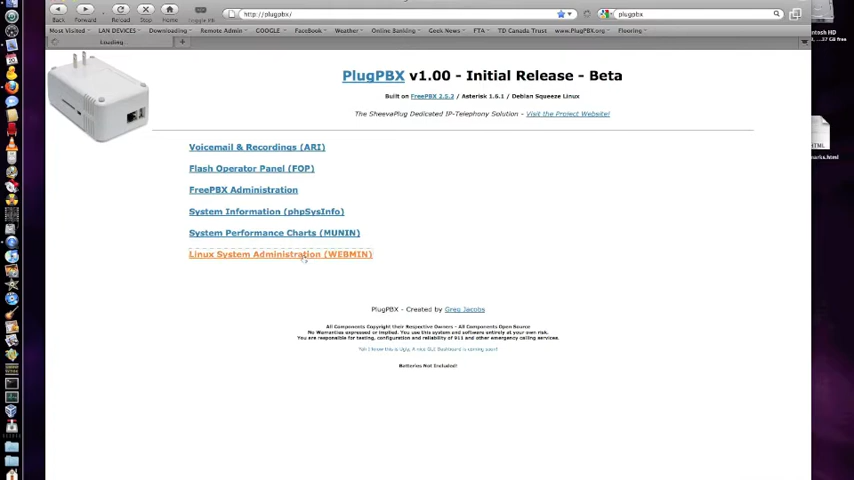 http://plugpbx/
plugpbx
Back
Forward
Reload
Stop
Home
Most Visited
LAN DEVICES
Downloading
Remote Admin
GOOGLE
FaceBook
Weather
Online Banking
Geek News
FTA
TD Canada Trust
www.PlugPBX.org
Flooring
Loading
PlugPBX v1.00 - Initial Release - Beta
Built on FreePBX 2.5.2 / Asterisk 1.6.1 / Debian Squeeze Linux
The SheevaPlug Dedicated IP-Telephony Solution - Visit the Project Website!
Voicemail & Recordings (ARI)
Flash Operator Panel (FOP)
FreePBX Administration
System Information (phpSysInfo)
System Performance Charts (MUNIN)
Linux System Administration (WEBMIN)
PlugPBX - Created by Greg Jacobs
All Components Copyright their Respective Owners - All Components Open Source
No Warranties expressed or implied. You use this system and software entirely at your own risk.
You are responsible for testing, configuration and reliability of 911 and other emergency calling services.
Batteries Not Included!